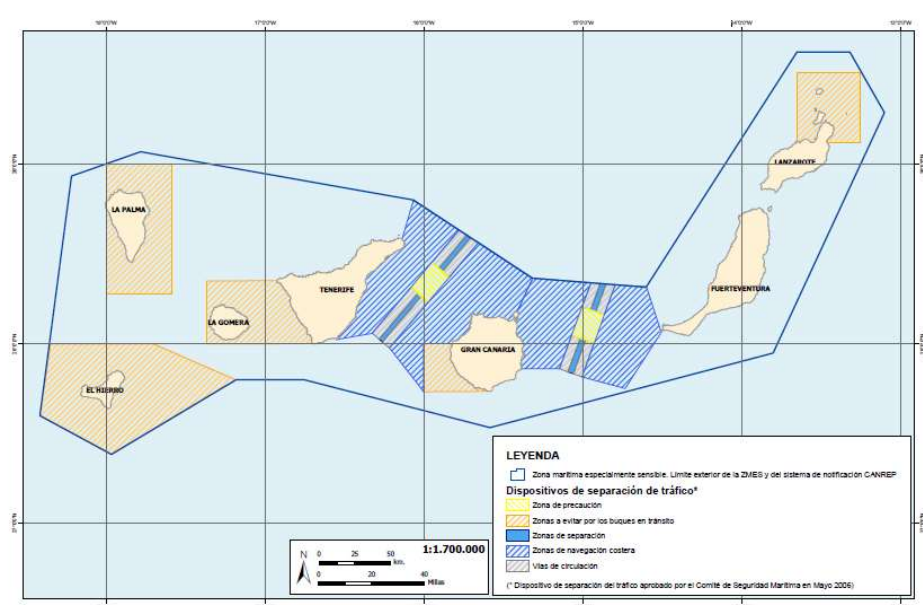 18°0'0"W 17°0'0"W 16°0'0"W 15°0'0"W 14°0'0"W 13°0'0"W
LANZAROTE
LA PALMA
TENERIFE
FUERTEVENTURA
LA GOMERA
GRAN CANARIA
EL HIERRO
LEYENDA
Zona marítima especialmente sensible. Límite exterior de la ZMES y del sistema de notificación CANREP
Dispositivos de separación de tráfico*
Zona de precaución
Zonas a evitar por los buques en tránsito
Zonas de separación
Zonas de navegación costera
Vías de circulación
(* Dispositivo de separación del tráfico aprobado por el Comité de Seguridad Marítima en Mayo 2006)
N
1:1.700.000
0 25 50
km.
0 20 40
Millas